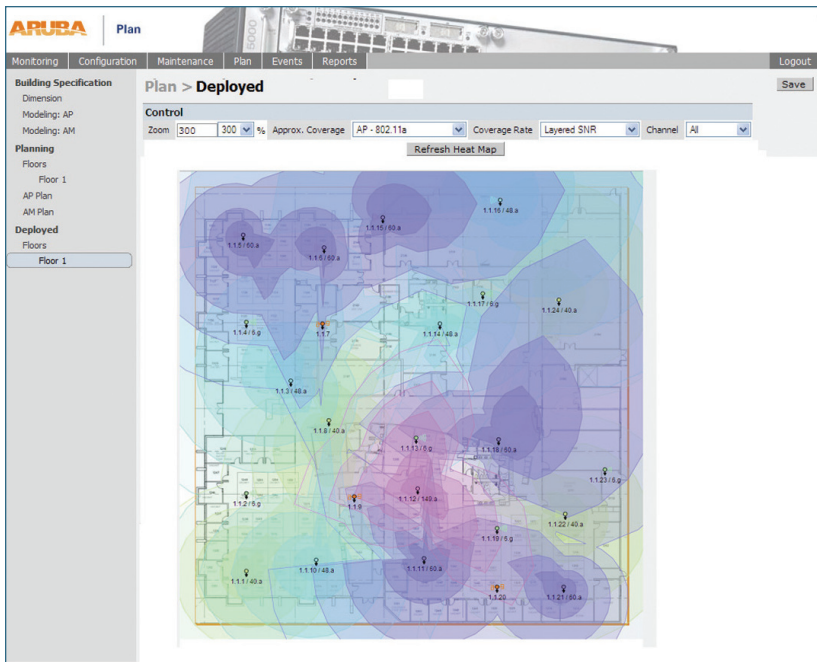 ARUBA Plan
5000
Monitoring Configuration Maintenance Plan Events Reports Logout
Building Specification
Dimension
Modeling: AP
Modeling: AM
Planning
Floors
Floor 1
AP Plan
AM Plan
Deployed
Floors
Floor 1
Plan > Deployed
Save
Control
Zoom 300 300 % Approx. Coverage AP - 802.11a Coverage Rate Layered SNR Channel All
Refresh Heat Map
1.1.16 / 48.a
1.1.15 / 60.a
1.1.5 / 60.a
1.1.6 / 60.a
1.1.17 / 6.g
1.1.24 / 40.a
1.1.4 / 6.g
1.1.7
1.1.14 / 48.a
1.1.3 / 48.a
1.1.8 / 40.a
1.1.13 / 6.g
1.1.18 / 60.a
1.1.23 / 6.g
1.1.12 / 149.a
1.1.2 / 6.g
1.1.9
1.1.22 / 40.a
1.1.19 / 6.g
1.1.11 / 60.a
1.1.10 / 48.a
1.1.1 / 40.a
1.1.20
1.1.21 / 60.a